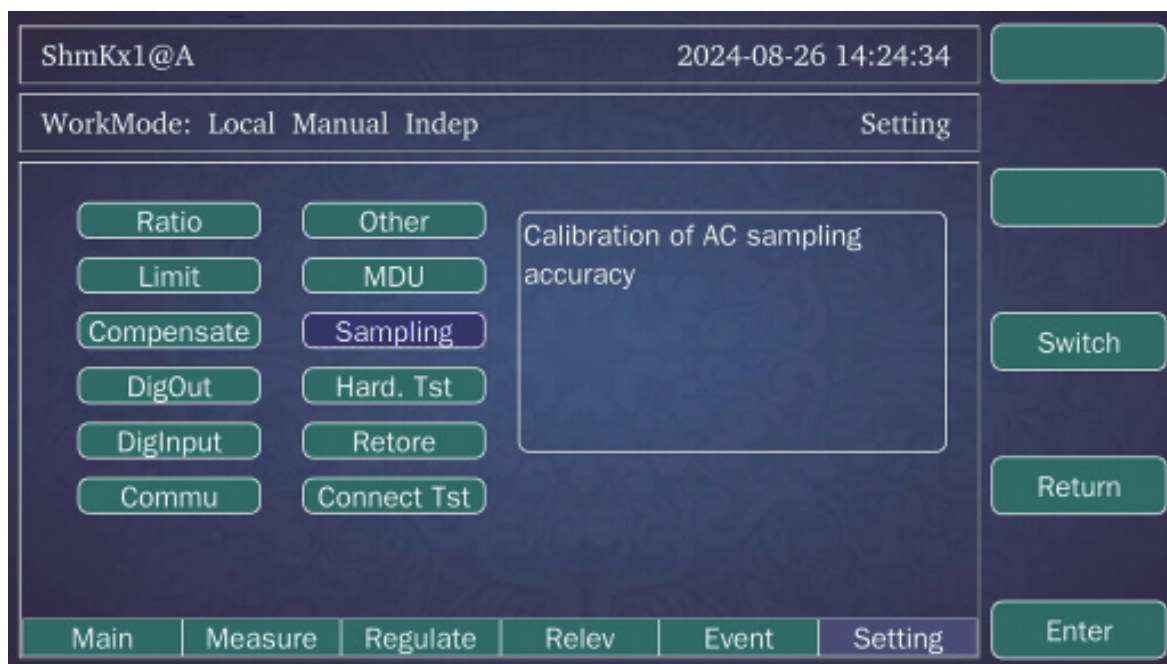 ShmKx1@A 2024-08-26 14:24:34
WorkMode: Local Manual Indep Setting
Ratio Other
Limit MDU
Compensate Sampling
DigOut Hard. Tst
DigInput Retore
Commu Connect Tst
Calibration of AC sampling
accuracy
Switch
Return
Enter
Main Measure Regulate Relev Event Setting